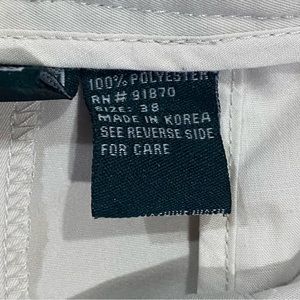 100% POLYESTER
RN# 91870
SIZE: 38
MADE IN KOREA
SEE REVERSE SIDE
FOR CARE